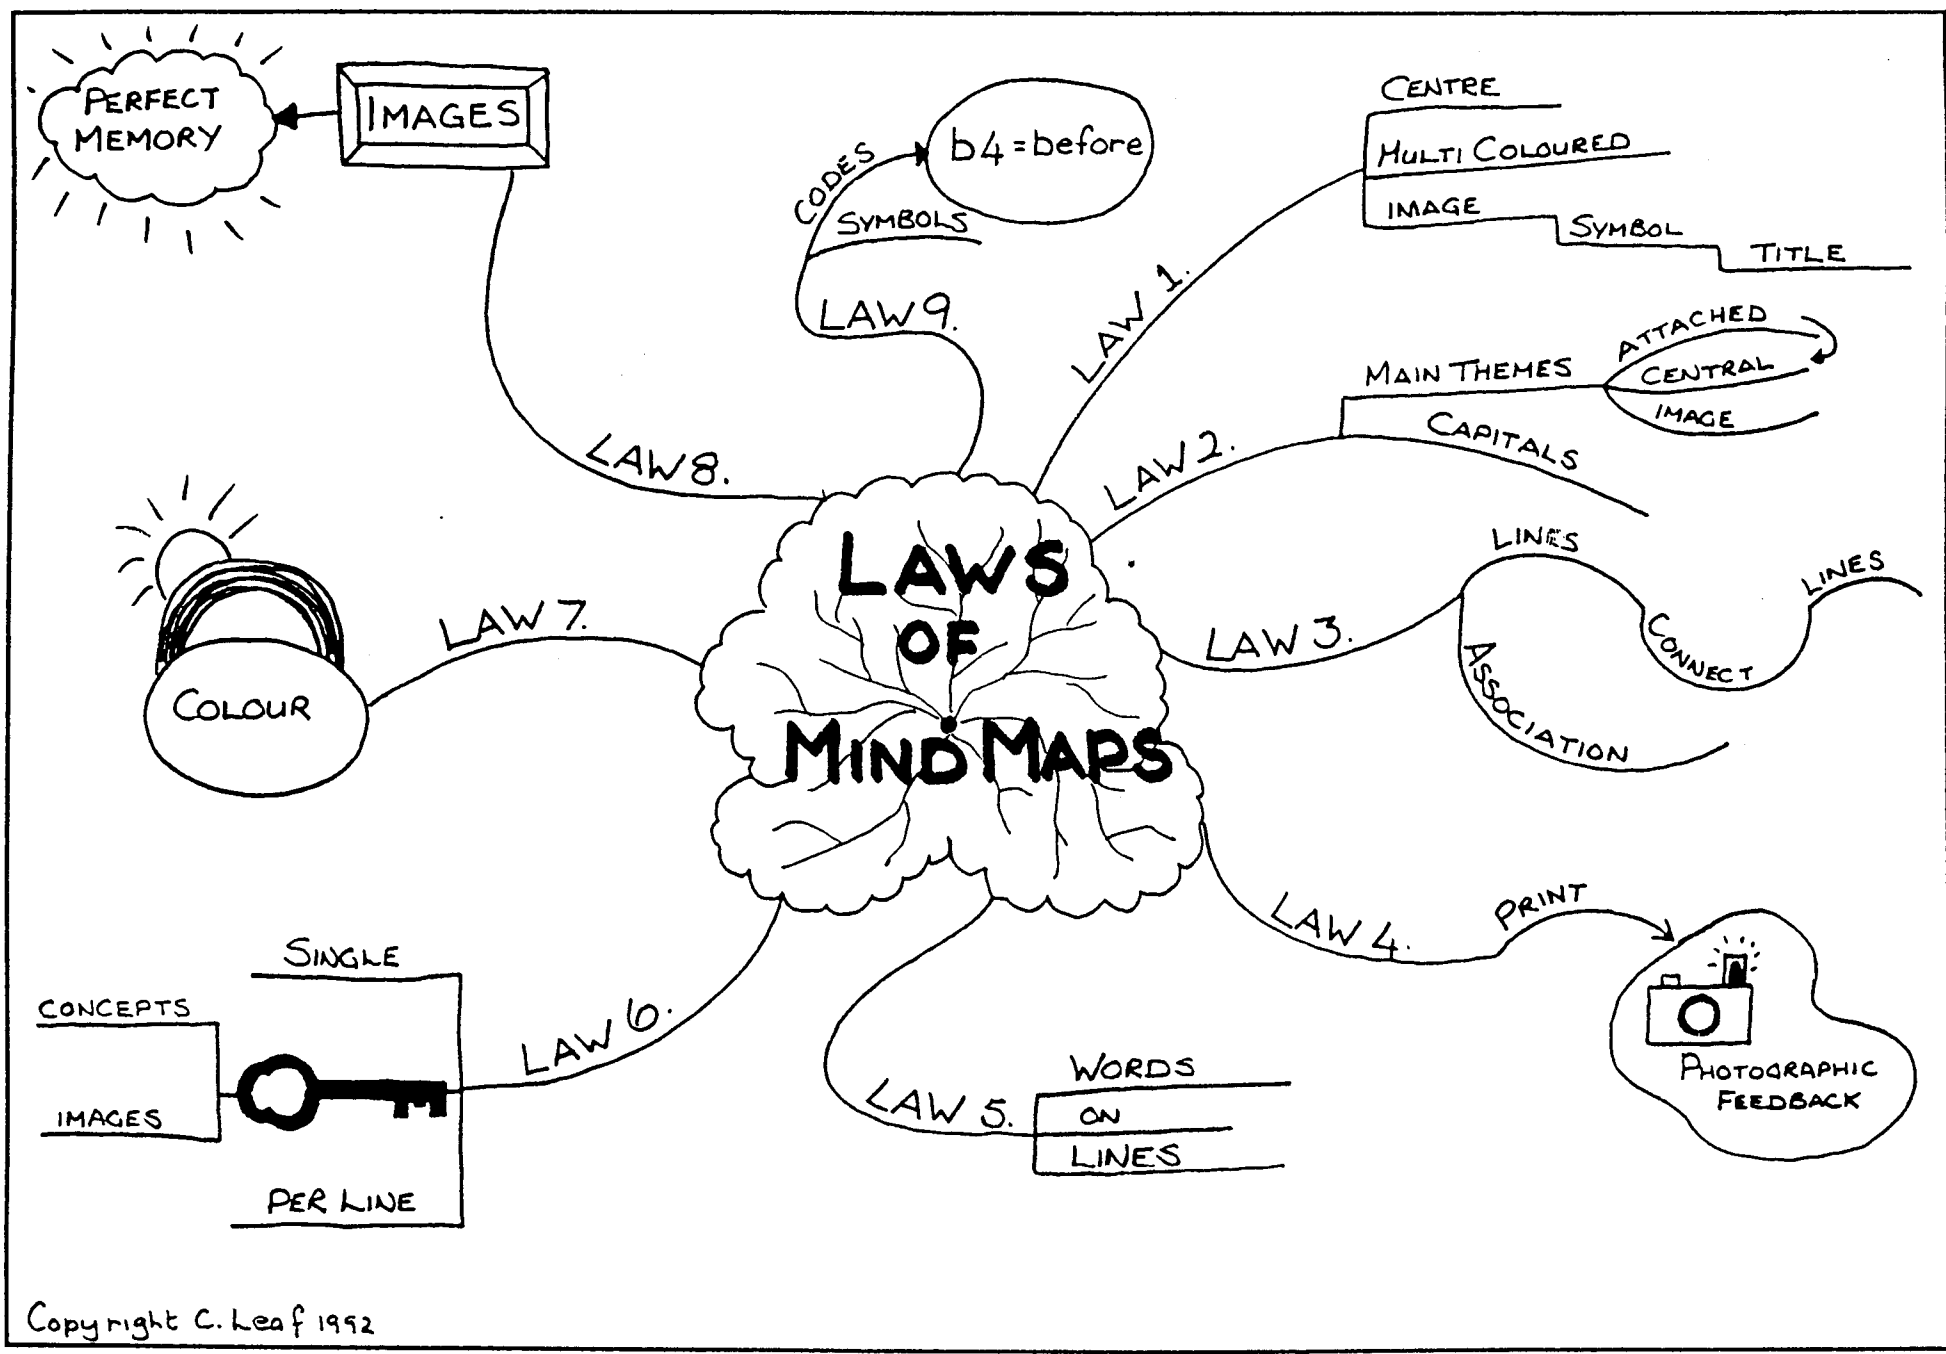 LAWS
OF
MIND MAPS
LAW 1.
CENTRE
MULTI COLOURED
IMAGE
SYMBOL
TITLE
LAW 2.
MAIN THEMES
ATTACHED
CENTRAL
IMAGE
CAPITALS
LAW 3.
LINES
CONNECT
LINES
ASSOCIATION
LAW 4.
PRINT
PHOTOGRAPHIC
FEEDBACK
LAW 5.
WORDS
ON
LINES
LAW 6.
SINGLE
CONCEPTS
IMAGES
PER LINE
LAW 7.
COLOUR
LAW 8.
IMAGES
PERFECT
MEMORY
LAW 9.
SYMBOLS
CODES
b4 = before
Copyright C. Leaf 1992